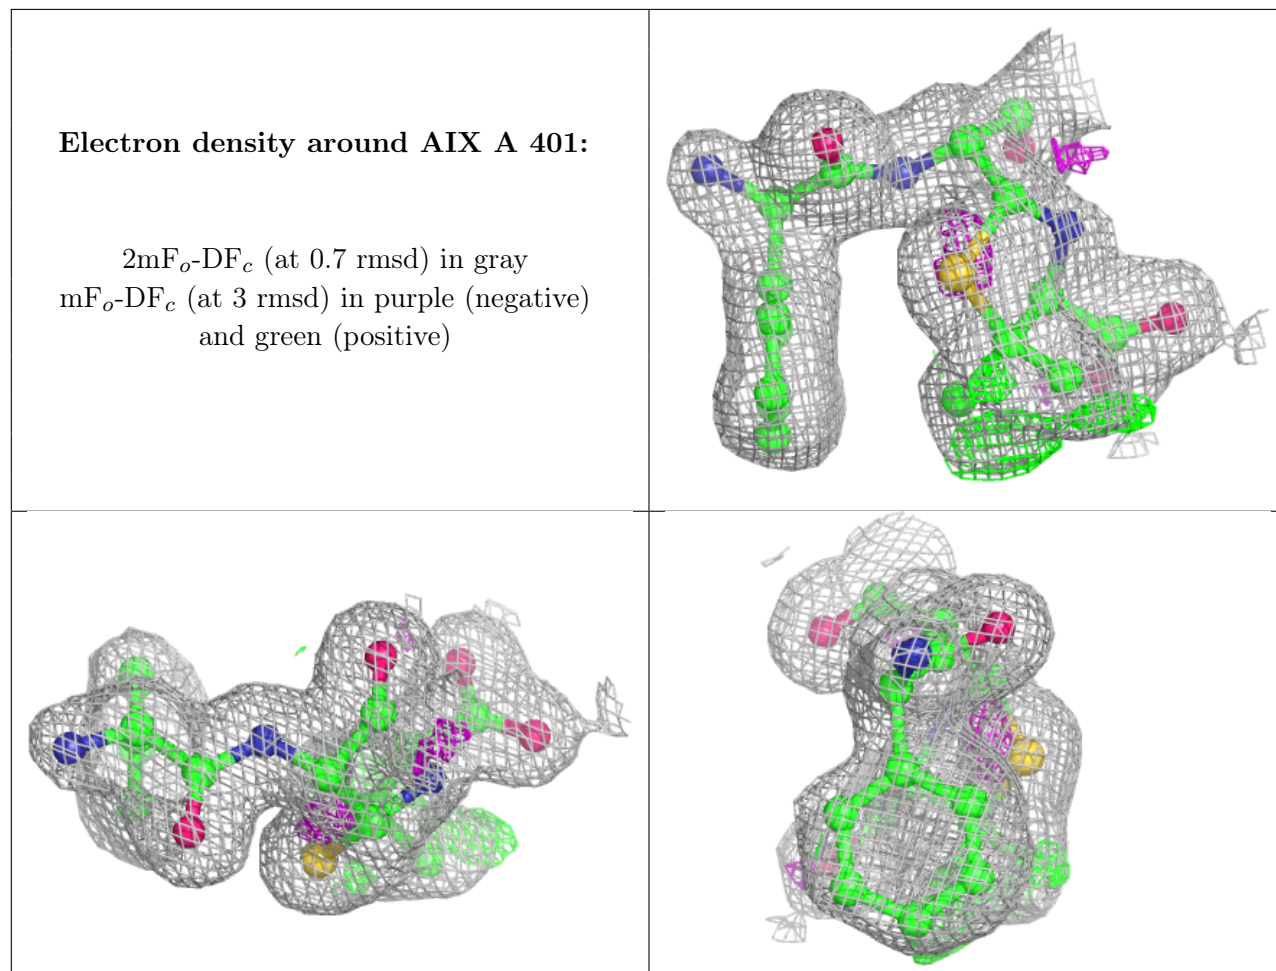 Electron density around AIX A 401:
2mFo-DFc (at 0.7 rmsd) in gray
mFo-DFc (at 3 rmsd) in purple (negative)
and green (positive)